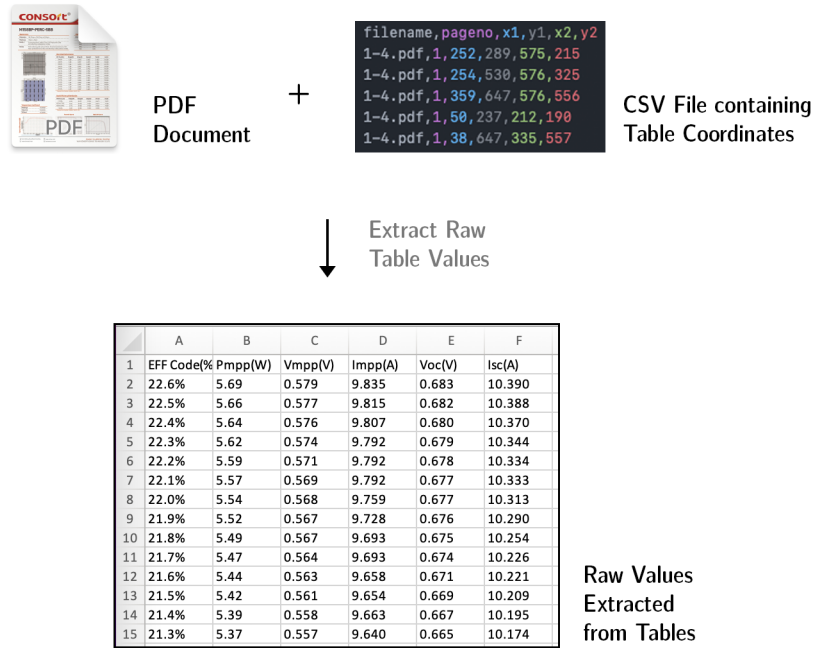 CONSOft
PDF
PDF
Document
+
filename,pageno,x1,y1,x2,y2
1-4.pdf,1,252,289,575,215
1-4.pdf,1,254,530,576,325
1-4.pdf,1,359,647,576,556
1-4.pdf,1,50,237,212,190
1-4.pdf,1,38,647,335,557
CSV File containing
Table Coordinates
Extract Raw
Table Values
A B C D E F
1 EFF Code(% Pmpp(W) Vmpp(V) Impp(A) Voc(V) Isc(A)
2 22.6% 5.69 0.579 9.835 0.683 10.390
3 22.5% 5.66 0.577 9.815 0.682 10.388
4 22.4% 5.64 0.576 9.807 0.680 10.370
5 22.3% 5.62 0.574 9.792 0.679 10.344
6 22.2% 5.59 0.571 9.792 0.678 10.334
7 22.1% 5.57 0.569 9.792 0.677 10.333
8 22.0% 5.54 0.568 9.759 0.677 10.313
9 21.9% 5.52 0.567 9.728 0.676 10.290
10 21.8% 5.49 0.567 9.693 0.675 10.254
11 21.7% 5.47 0.564 9.693 0.674 10.226
12 21.6% 5.44 0.563 9.658 0.671 10.221
13 21.5% 5.42 0.561 9.654 0.669 10.209
14 21.4% 5.39 0.558 9.663 0.667 10.195
15 21.3% 5.37 0.557 9.640 0.665 10.174
Raw Values
Extracted
from Tables